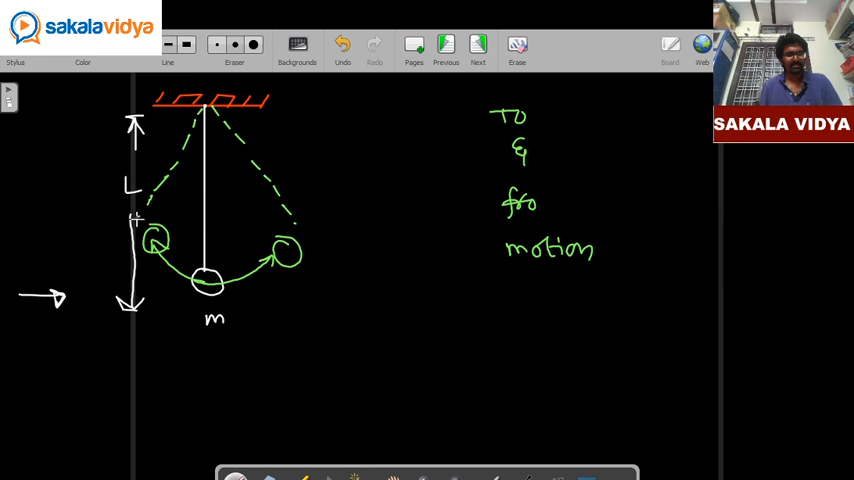 sakalavidya
Stylus
Color
Line
Eraser
Backgrounds
Undo
Redo
Pages
Previous
Next
Erase
Board
Web
SAKALA VIDYA
L
m
To
&
fro
motion